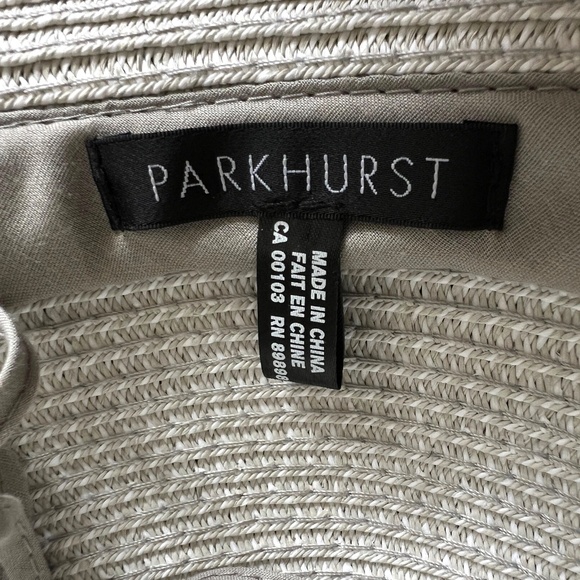 PARKHURST
MADE IN CHINA
FAIT EN CHINE
CA 00103 RN